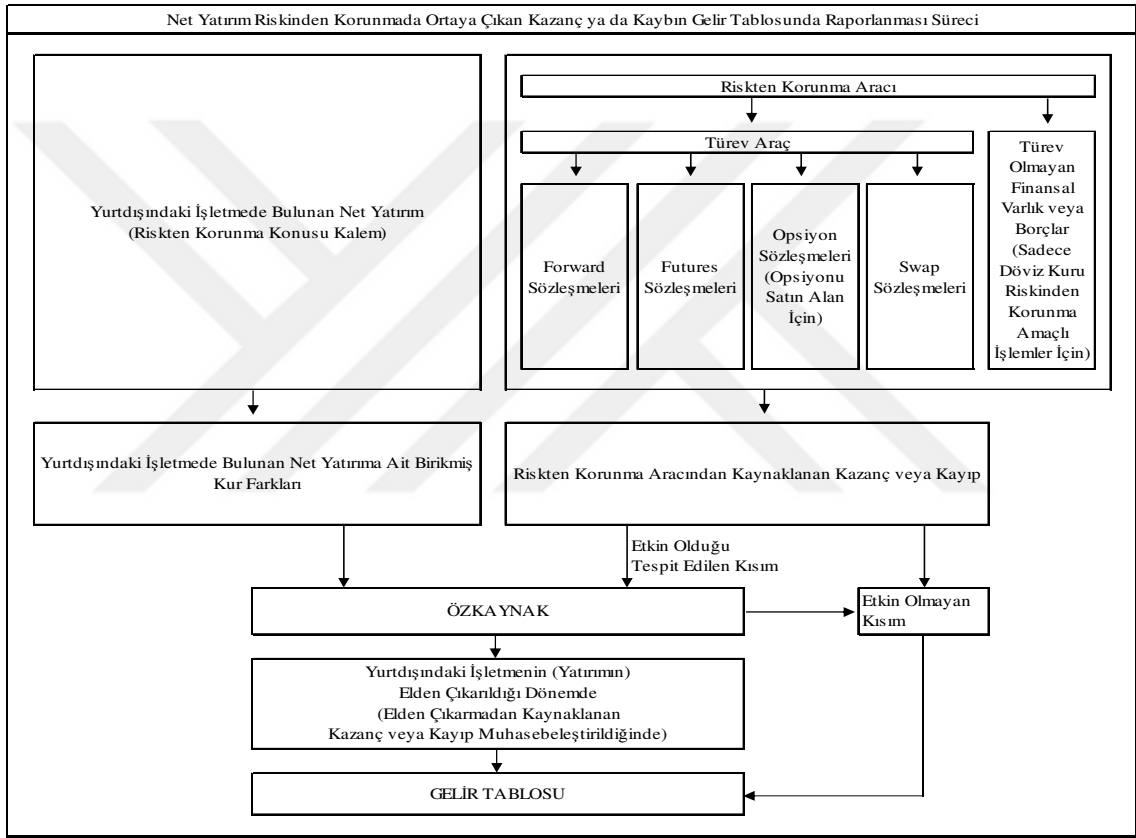 Net Yatırım Riskinden Korunmada Ortaya Çıkan Kazanç ya da Kaybın Gelir Tablosunda Raporlanması Süreci
Yurtdışındaki İşletmede Bulunan Net Yatırım
(Riskten Korunma Konusu Kalem)
Riskten Korunma Aracı
Türev Araç
Forward
Sözleşmeleri
Futures
Sözleşmeleri
Opsiyon
Sözleşmeleri
(Opsiyonu
Satın Alan
İçin)
Swap
Sözleşmeleri
Türev
Olmayan
Finansal
Varlık veya
Borçlar
(Sadece
Döviz Kuru
Riskinden
Korunma
Amaçlı
İşlemler İçin)
Yurtdışındaki İşletmede Bulunan Net Yatırıma Ait Birikmiş
Kur Farkları
Riskten Korunma Aracından Kaynaklanan Kazanç veya Kayıp
Etkin Olduğu
Tespit Edilen Kısım
ÖZKAYNAK
Etkin Olmayan
Kısım
Yurtdışındaki İşletmenin (Yatırımın)
Elden Çıkarıldığı Dönemde
(Elden Çıkarmadan Kaynaklanan
Kazanç veya Kayıp Muhasebeleştirildiğinde)
GELİR TABLOSU